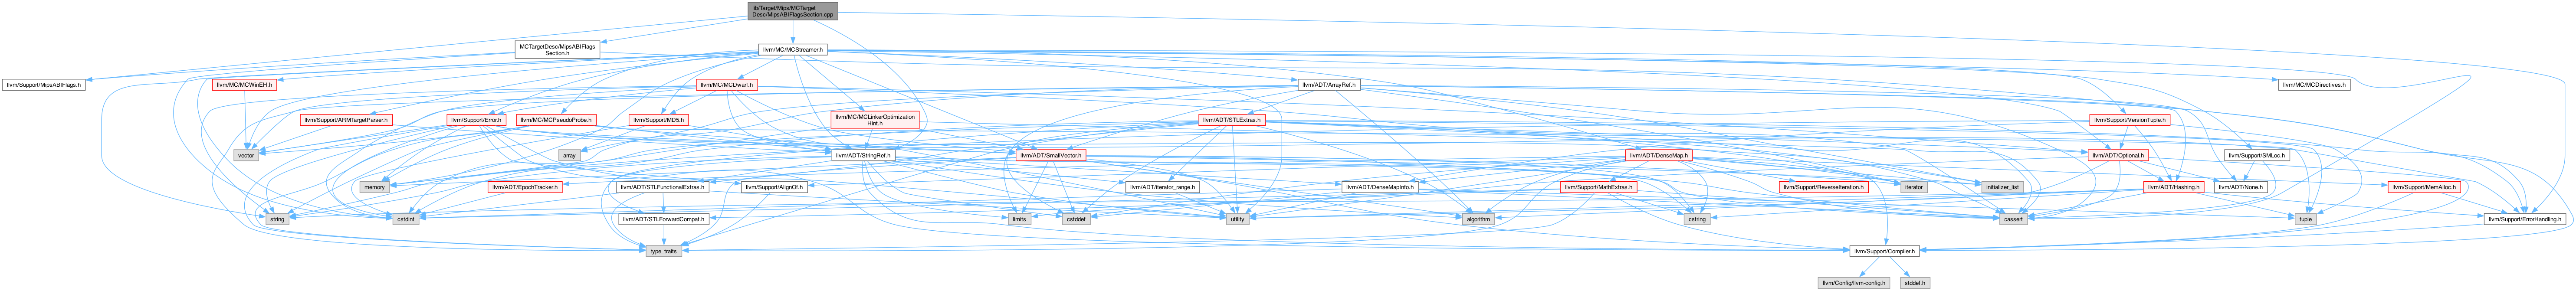 lib/Target/Mips/MCTarget
Desc/MipsABIFlagsSection.cpp
MCTargetDesc/MipsABIFlags
Section.h
llvm/MC/MCStreamer.h
llvm/Support/MipsABIFlags.h
llvm/MC/MCWinEH.h
llvm/MC/MCDwarf.h
llvm/ADT/ArrayRef.h
llvm/MC/MCDirectives.h
llvm/Support/ARMTargetParser.h
llvm/Support/Error.h
llvm/MC/MCPseudoProbe.h
llvm/Support/MD5.h
llvm/MC/MCLinkerOptimization
Hint.h
llvm/ADT/STLExtras.h
llvm/Support/VersionTuple.h
vector
array
llvm/ADT/StringRef.h
llvm/ADT/SmallVector.h
llvm/ADT/DenseMap.h
llvm/ADT/Optional.h
llvm/Support/SMLoc.h
memory
llvm/ADT/EpochTracker.h
llvm/ADT/STLFunctionalExtras.h
llvm/Support/AlignOf.h
llvm/ADT/iterator_range.h
llvm/ADT/DenseMapInfo.h
llvm/Support/MathExtras.h
llvm/Support/ReverseIteration.h
iterator
initializer_list
llvm/ADT/Hashing.h
llvm/ADT/None.h
llvm/Support/MemAlloc.h
string
cstdint
llvm/ADT/STLForwardCompat.h
limits
cstddef
utility
algorithm
cstring
cassert
tuple
llvm/Support/ErrorHandling.h
type_traits
llvm/Support/Compiler.h
llvm/Config/llvm-config.h
stddef.h